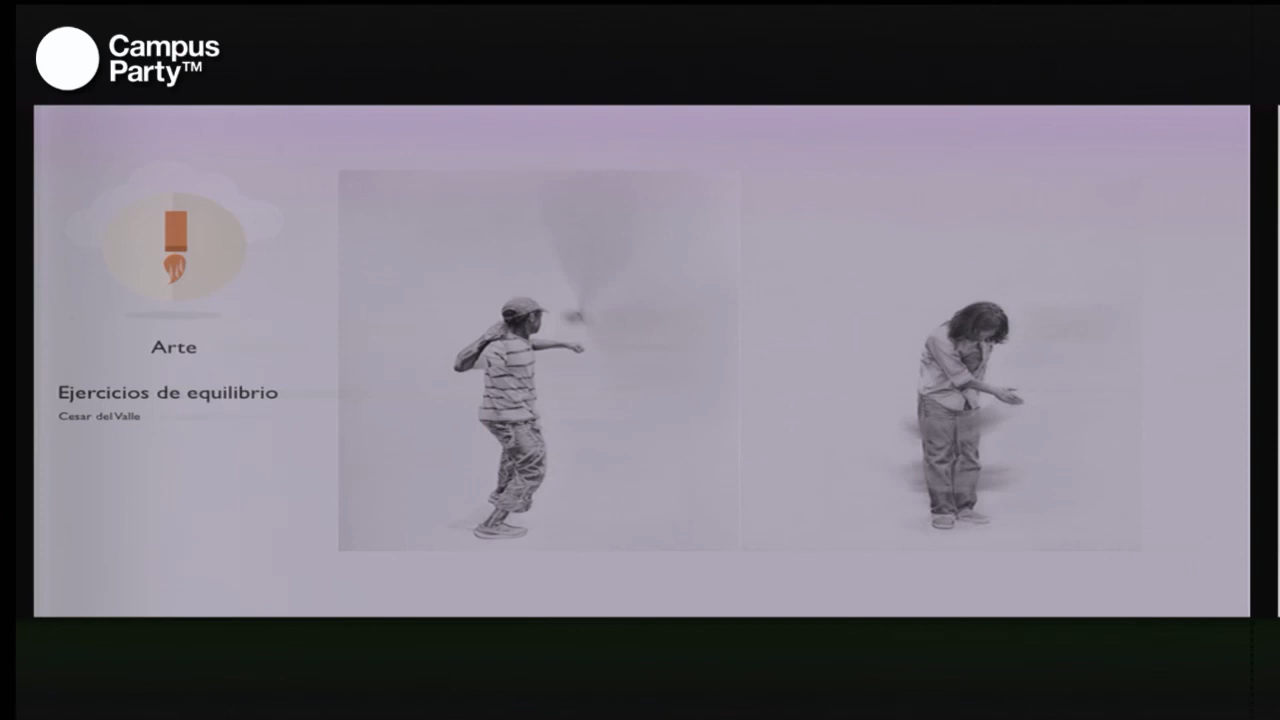 Campus
Party™
Arte
Ejercicios de equilibrio
Cesar del Valle